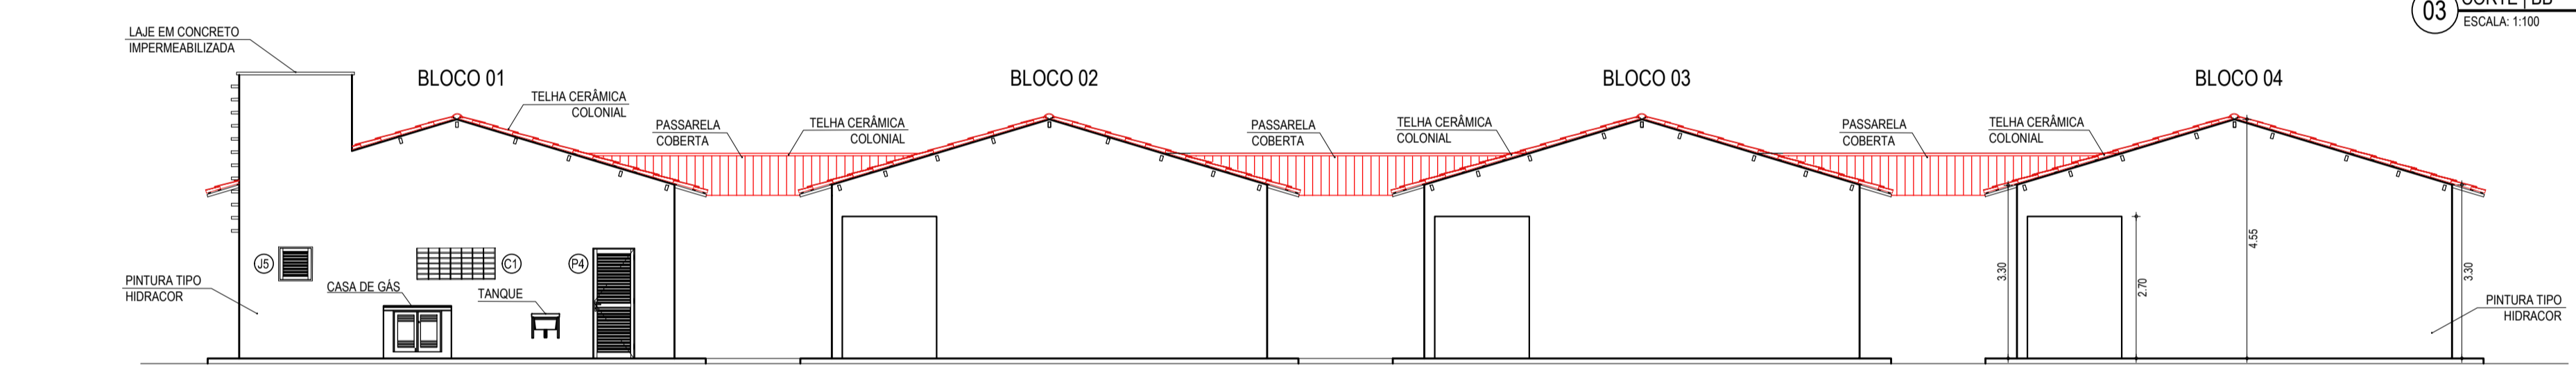 03
CORTE | BB
ESCALA: 1:100
LAJE EM CONCRETO
IMPERMEABILIZADA
BLOCO 01
BLOCO 02
BLOCO 03
BLOCO 04
TELHA CERÂMICA
COLONIAL
PASSARELA
COBERTA
TELHA CERÂMICA
COLONIAL
PASSARELA
COBERTA
TELHA CERÂMICA
COLONIAL
PASSARELA
COBERTA
TELHA CERÂMICA
COLONIAL
J5
C1
P4
PINTURA TIPO
HIDRACOR
CASA DE GÁS
TANQUE
3.30
2.70
4.55
3.30
PINTURA TIPO
HIDRACOR